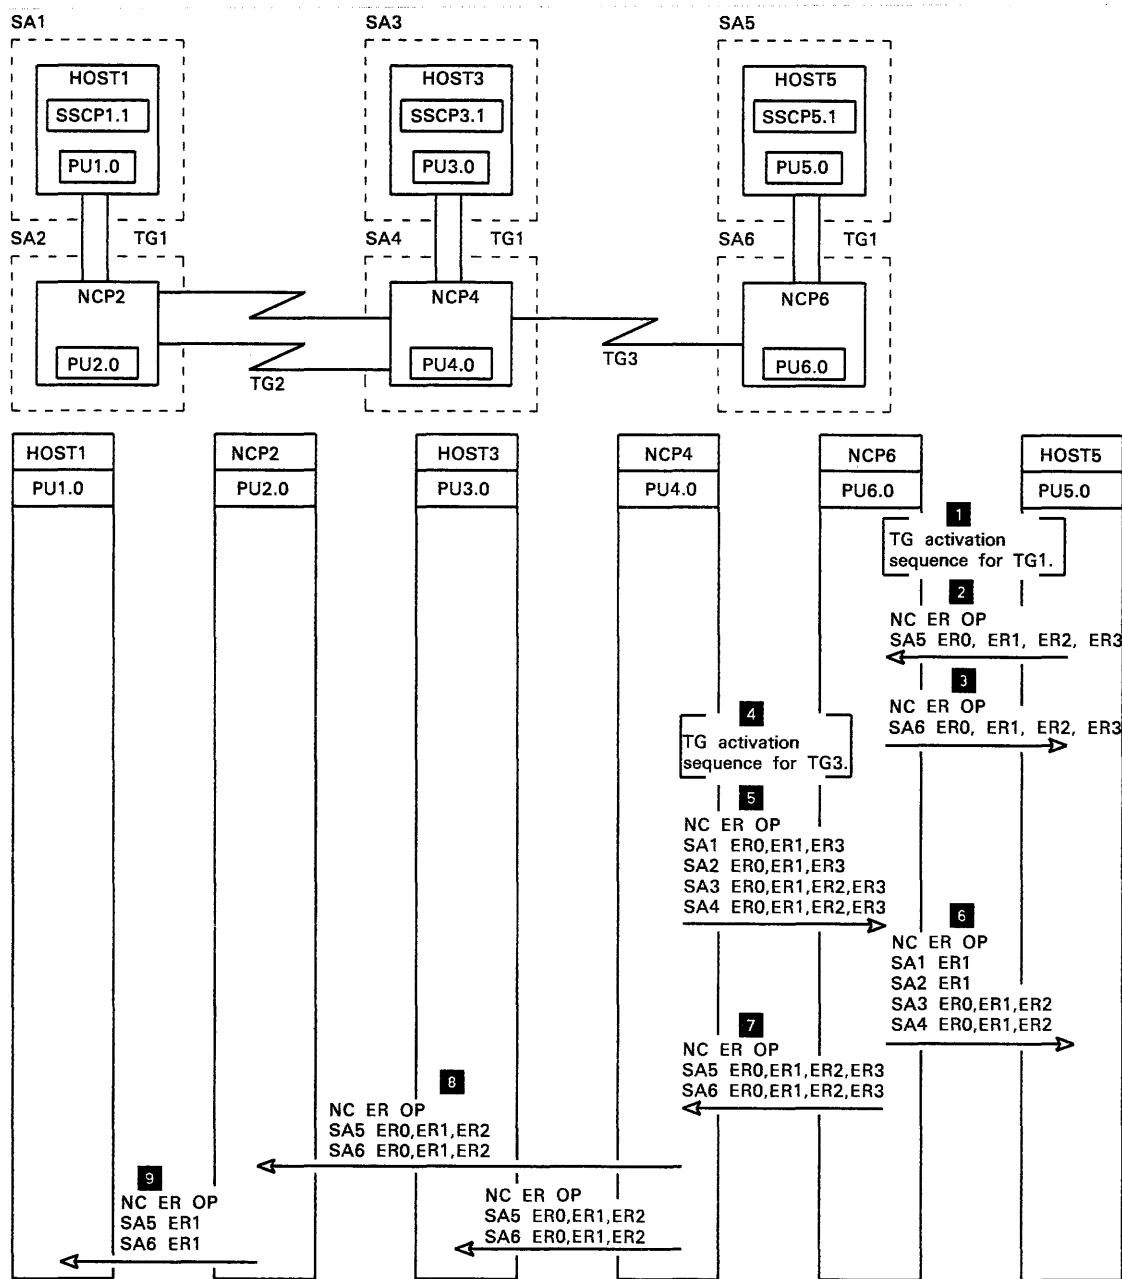 SA1
SA3
SA5
HOST1
HOST3
HOST5
SSCP1.1
SSCP3.1
SSCP5.1
PU1.0
PU3.0
PU5.0
SA2
TG1
SA4
TG1
SA6
TG1
NCP2
NCP4
NCP6
PU2.0
PU4.0
PU6.0
TG2
TG3
HOST1
NCP2
HOST3
NCP4
NCP6
HOST5
PU1.0
PU2.0
PU3.0
PU4.0
PU6.0
PU5.0
1
TG activation
sequence for TG1.
2
NC ER OP
SA5 ER0, ER1, ER2, ER3
3
NC ER OP
SA6 ER0, ER1, ER2, ER3
4
TG activation
sequence for TG3.
5
NC ER OP
SA1 ER0,ER1,ER3
SA2 ER0,ER1,ER3
SA3 ER0,ER1,ER2,ER3
SA4 ER0,ER1,ER2,ER3
6
NC ER OP
SA1 ER1
SA2 ER1
SA3 ER0,ER1,ER2
SA4 ER0,ER1,ER2
7
NC ER OP
SA5 ER0,ER1,ER2,ER3
SA6 ER0,ER1,ER2,ER3
8
NC ER OP
SA5 ER0,ER1,ER2
SA6 ER0,ER1,ER2
9
NC ER OP
SA5 ER1
SA6 ER1
NC ER OP
SA5 ER0,ER1,ER2
SA6 ER0,ER1,ER2